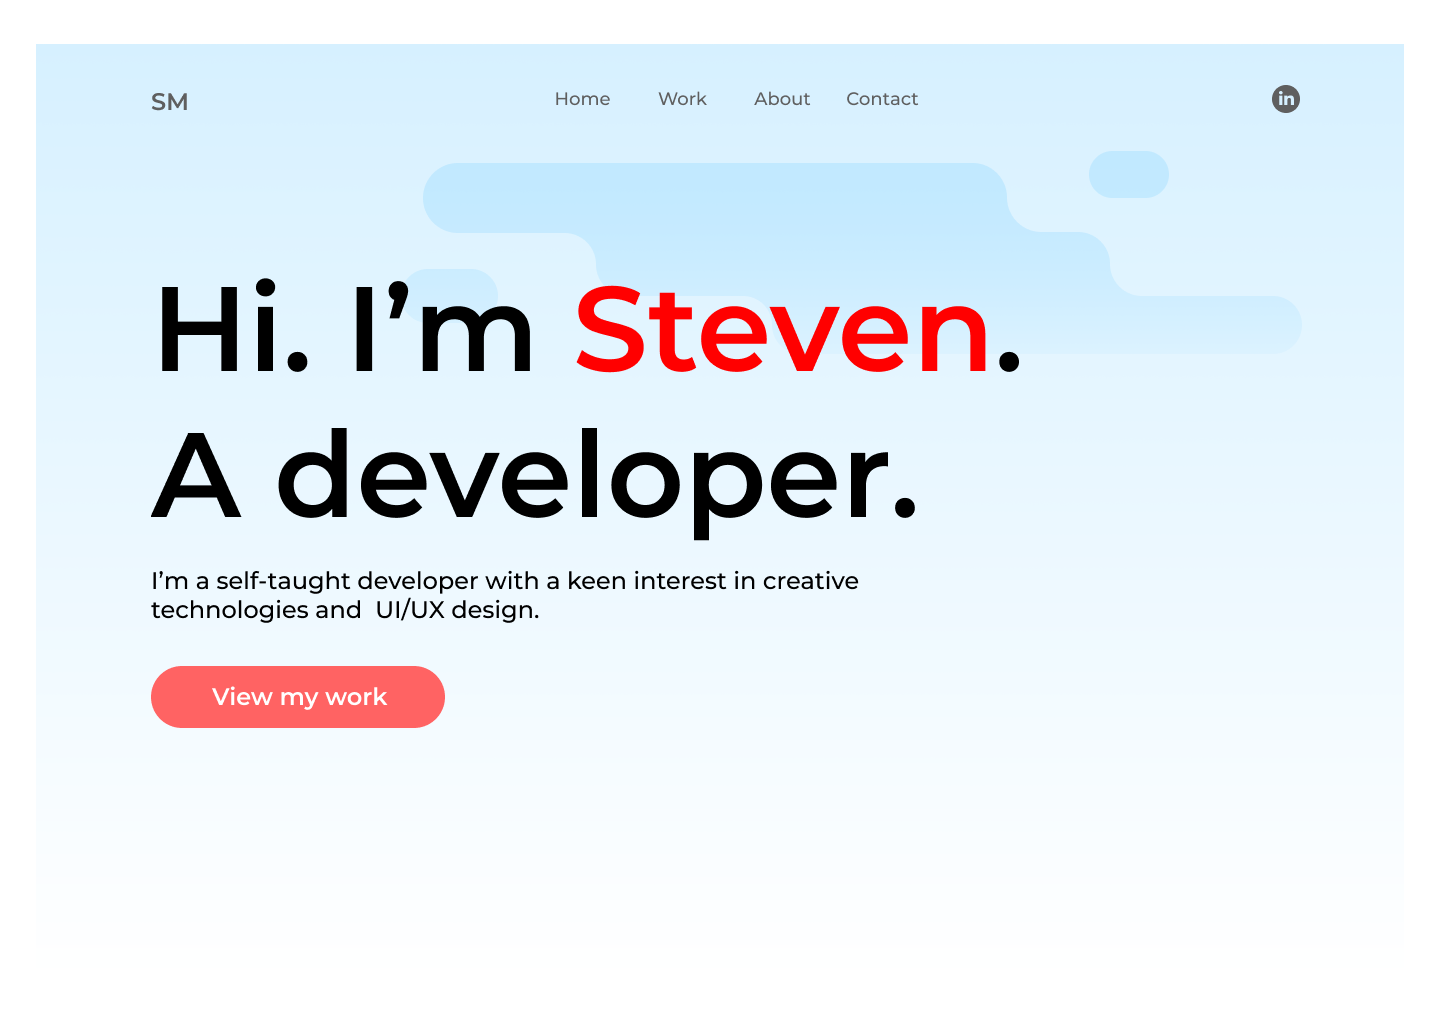 SM Home Work About Contact in
Hi. I’m Steven.
A developer.
I’m a self-taught developer with a keen interest in creative
technologies and  UI/UX design.
View my work